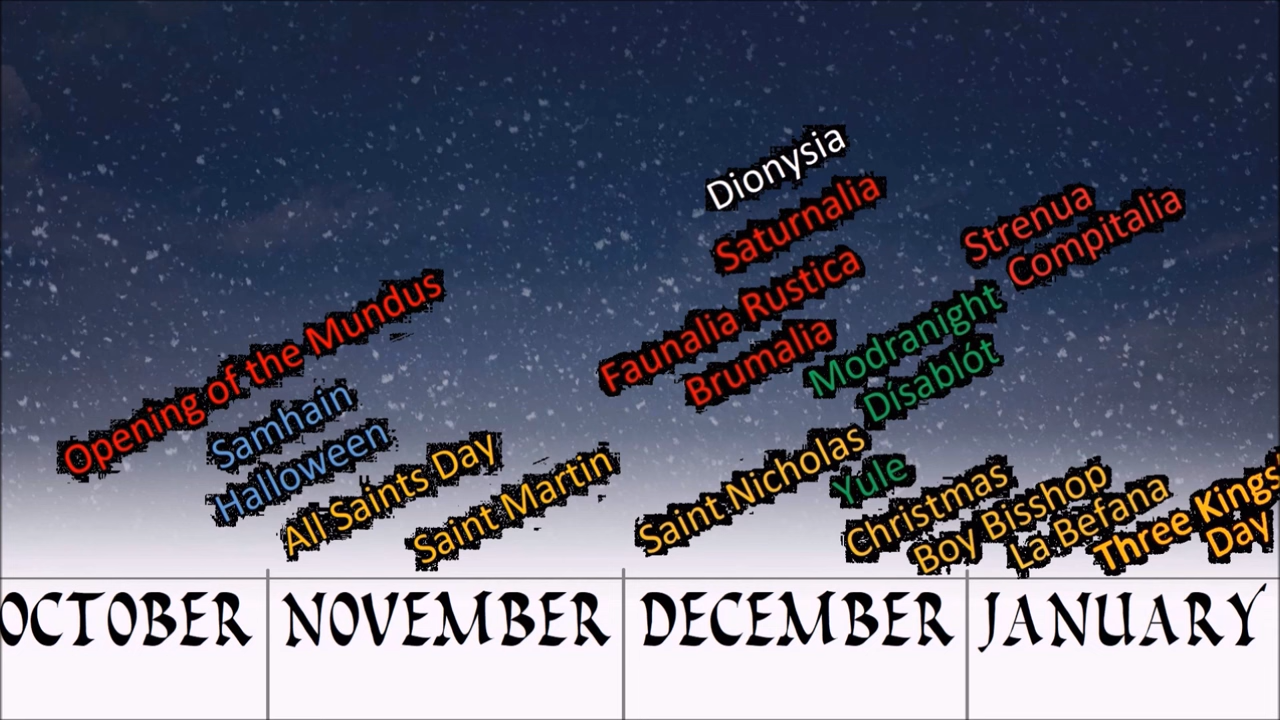 Dionysia
Saturnalia
Faunalia Rustica
Brumalia
Strenua
Compitalia
Modranight
Dísablót
Opening of the Mundus
Samhain
Halloween
All Saints Day
Saint Martin
Saint Nicholas
Yule
Christmas
Boy Bisshop
La Befana
Three Kings'
Day
OCTOBER
NOVEMBER
DECEMBER
JANUARY